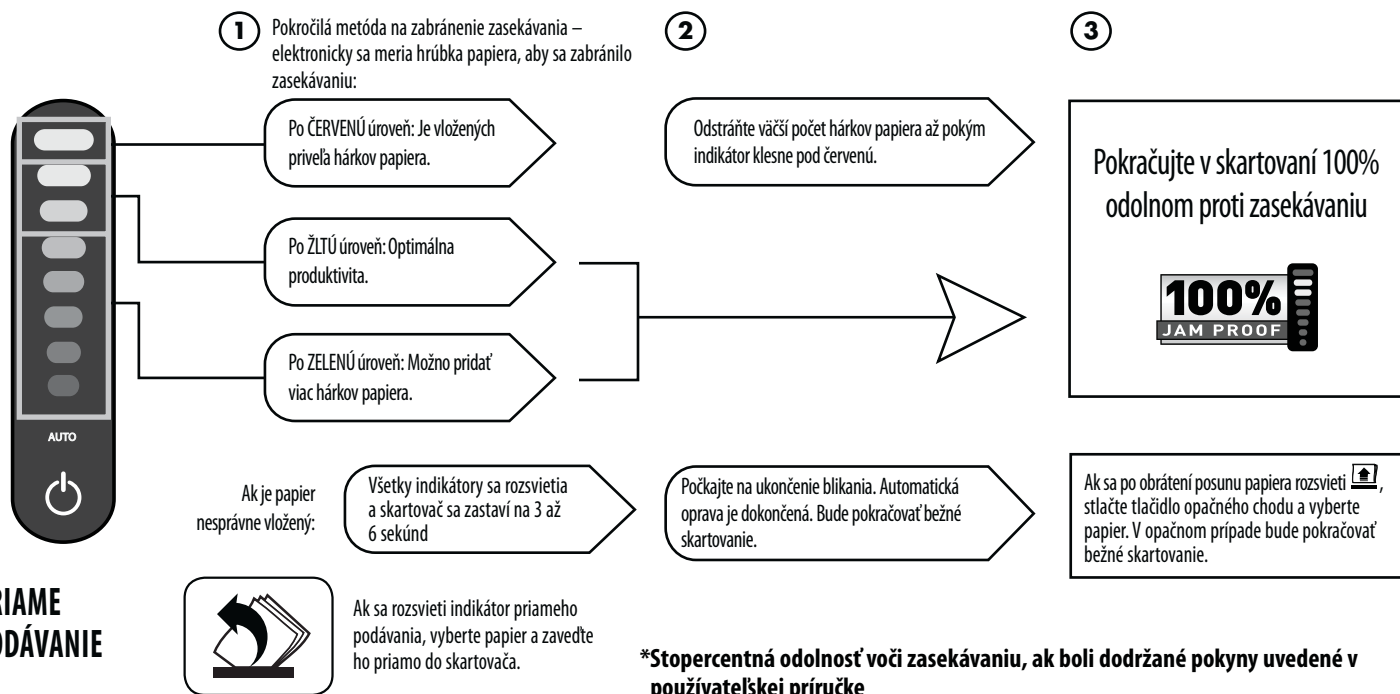 1
Pokročilá metóda na zabránenie zasekávania –
elektronicky sa meria hrúbka papiera, aby sa zabránilo
zasekávaniu:
2
3
Po ČERVENÚ úroveň: Je vložených
priveľa hárkov papiera.
Odstráňte väčší počet hárkov papiera až pokým
indikátor klesne pod červenú.
Pokračujte v skartovaní 100%
odolnom proti zasekávaniu
100%
JAM PROOF
Po ŽLTÚ úroveň: Optimálna
produktivita.
Po ZELENÚ úroveň: Možno pridať
viac hárkov papiera.
AUTO
Ak je papier
nesprávne vložený:
Všetky indikátory sa rozsvietia
a skartovač sa zastaví na 3 až
6 sekúnd
Počkajte na ukončenie blikania. Automatická
oprava je dokončená. Bude pokračovať bežné
skartovanie.
Ak sa po obrátení posunu papiera rozsvieti ,
stlačte tlačidlo opačného chodu a vyberte
papier. V opačnom prípade bude pokračovať
bežné skartovanie.
RIAME
ODÁVANIE
Ak sa rozsvieti indikátor priameho
podávania, vyberte papier a zaveďte
ho priamo do skartovača.
*Stopercentná odolnosť voči zasekávaniu, ak boli dodržané pokyny uvedené v
používateľskej príručke